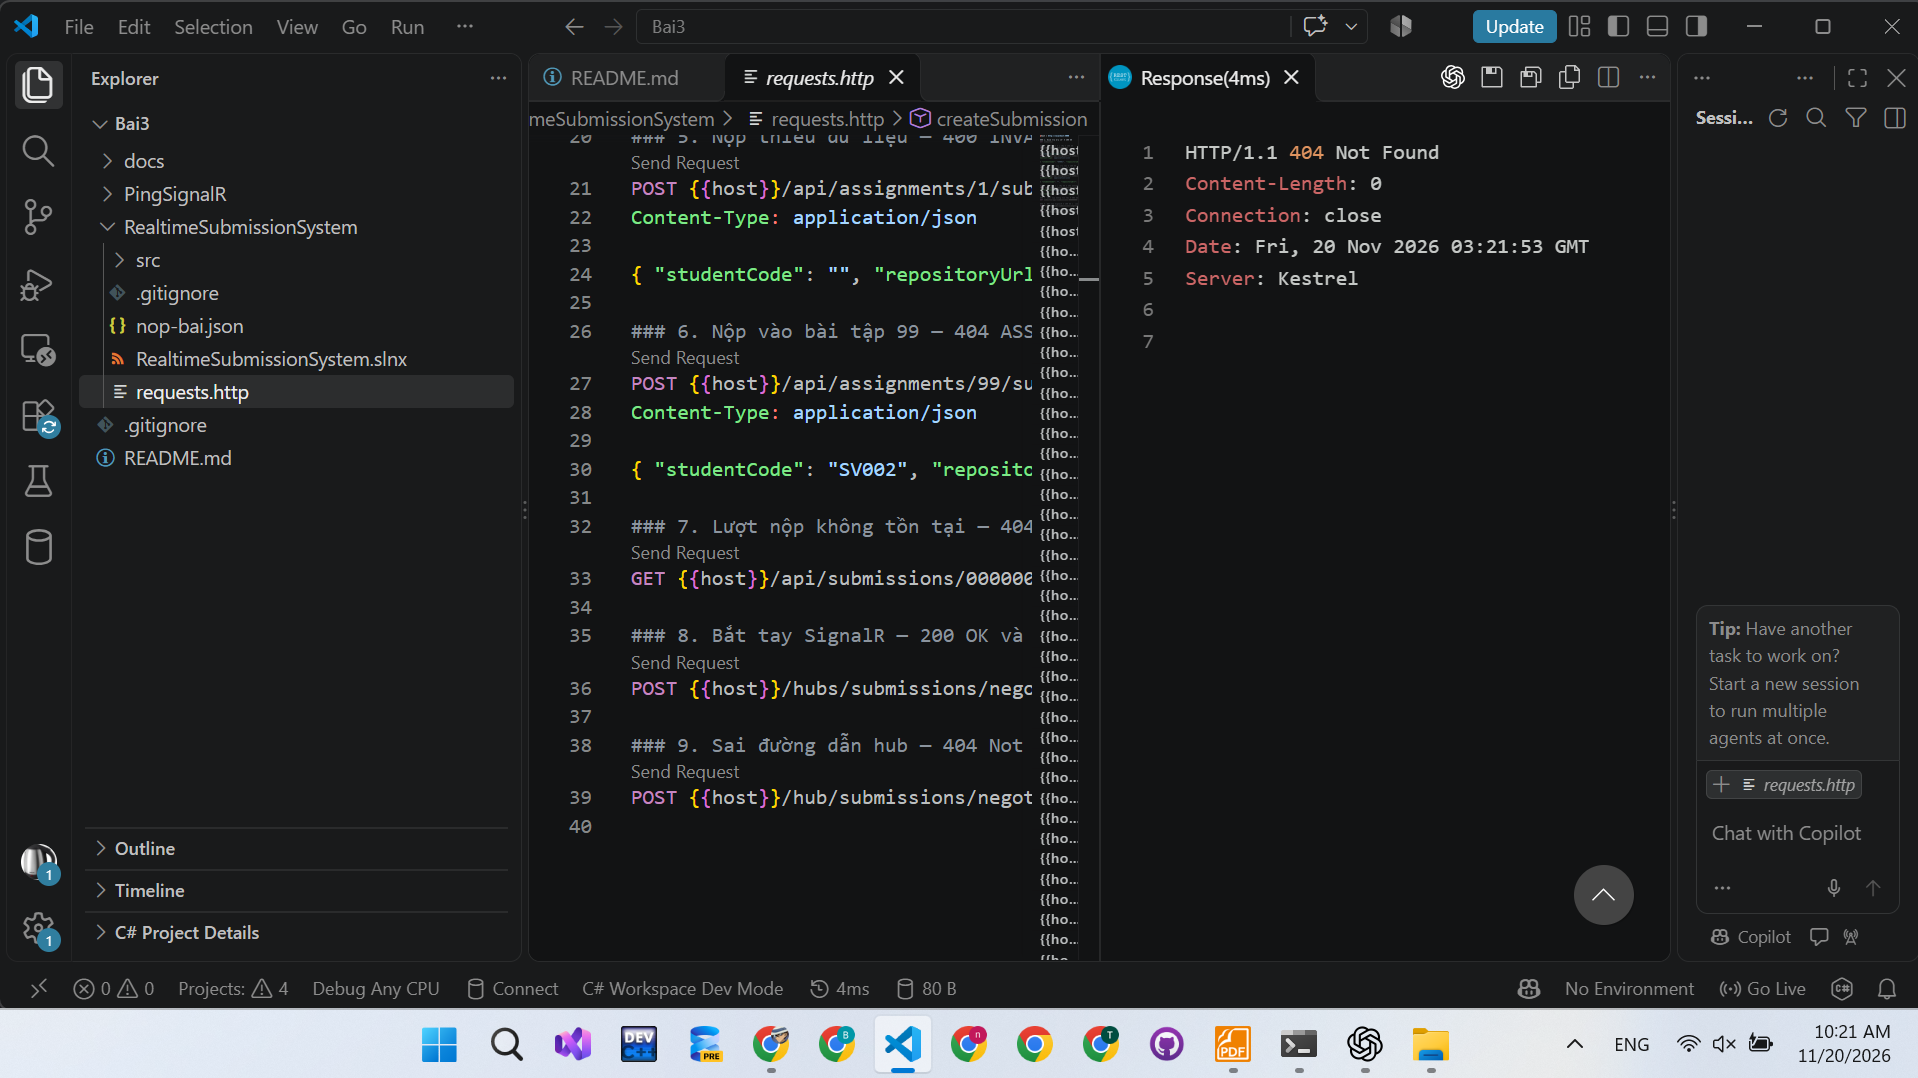 File Edit Selection View Go Run ···
Bai3
Update
Explorer
Bai3
docs
PingSignalR
RealtimeSubmissionSystem
src
.gitignore
nop-bai.json
RealtimeSubmissionSystem.slnx
requests.http
.gitignore
README.md
Outline
Timeline
C# Project Details
README.md
requests.http
meSubmissionSystem > requests.http > createSubmission
20 ### 5. Nộp thiếu dữ liệu — 400 INVA
Send Request
21 POST {{host}}/api/assignments/1/sub
22 Content-Type: application/json
23
24 { "studentCode": "", "repositoryUrl
25
26 ### 6. Nộp vào bài tập 99 — 404 ASS
Send Request
27 POST {{host}}/api/assignments/99/su
28 Content-Type: application/json
29
30 { "studentCode": "SV002", "reposito
31
32 ### 7. Lượt nộp không tồn tại — 404
Send Request
33 GET {{host}}/api/submissions/000000
34
35 ### 8. Bắt tay SignalR — 200 OK và
Send Request
36 POST {{host}}/hubs/submissions/nego
37
38 ### 9. Sai đường dẫn hub — 404 Not
Send Request
39 POST {{host}}/hub/submissions/negot
40
Response(4ms)
1 HTTP/1.1 404 Not Found
2 Content-Length: 0
3 Connection: close
4 Date: Fri, 20 Nov 2026 03:21:53 GMT
5 Server: Kestrel
6
7
Sessi...
Tip: Have another
task to work on?
Start a new session
to run multiple
agents at once.
requests.http
Chat with Copilot
Copilot
0 0 Projects: 4 Debug Any CPU Connect C# Workspace Dev Mode 4ms 80 B No Environment Go Live
ENG
10:21 AM
11/20/2026